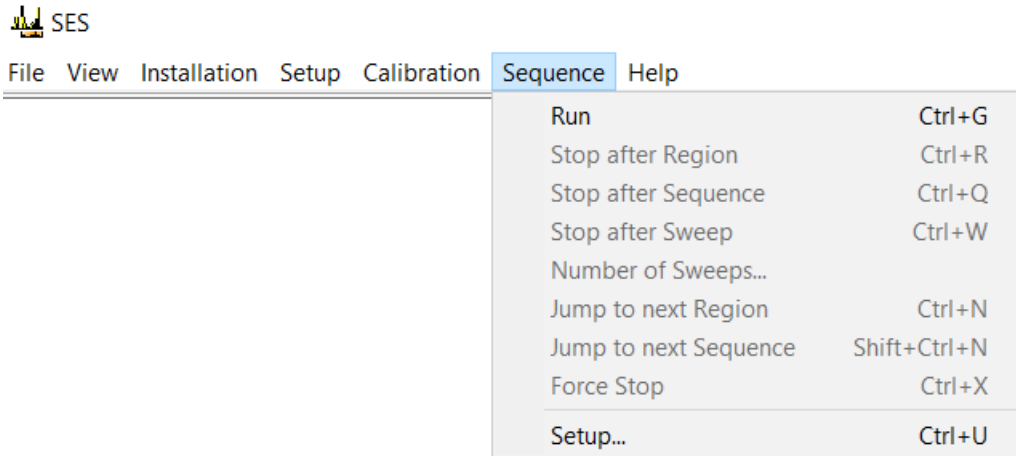 SES
File View Installation Setup Calibration Sequence Help
Run Ctrl+G
Stop after Region Ctrl+R
Stop after Sequence Ctrl+Q
Stop after Sweep Ctrl+W
Number of Sweeps...
Jump to next Region Ctrl+N
Jump to next Sequence Shift+Ctrl+N
Force Stop Ctrl+X
Setup... Ctrl+U